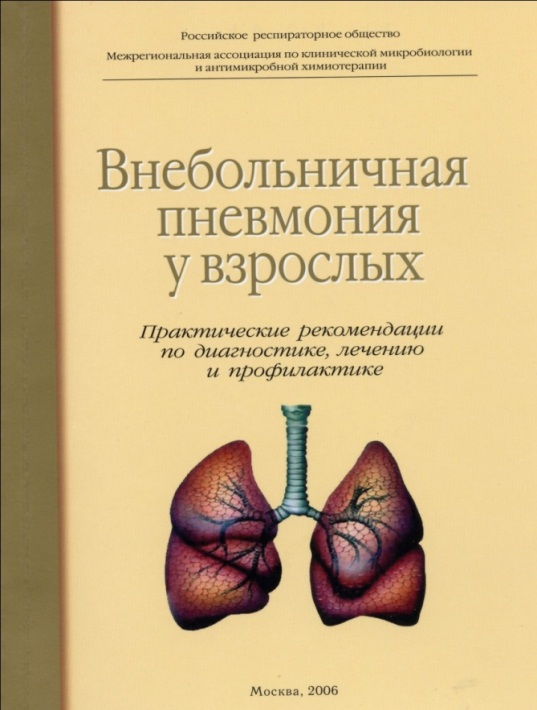 Российское респираторное общество
Межрегиональная ассоциация по клинической микробиологии
и антимикробной химиотерапии
Внебольничная
пневмония
у взрослых
Практические рекомендации
по диагностике, лечению
и профилактике
Москва, 2006